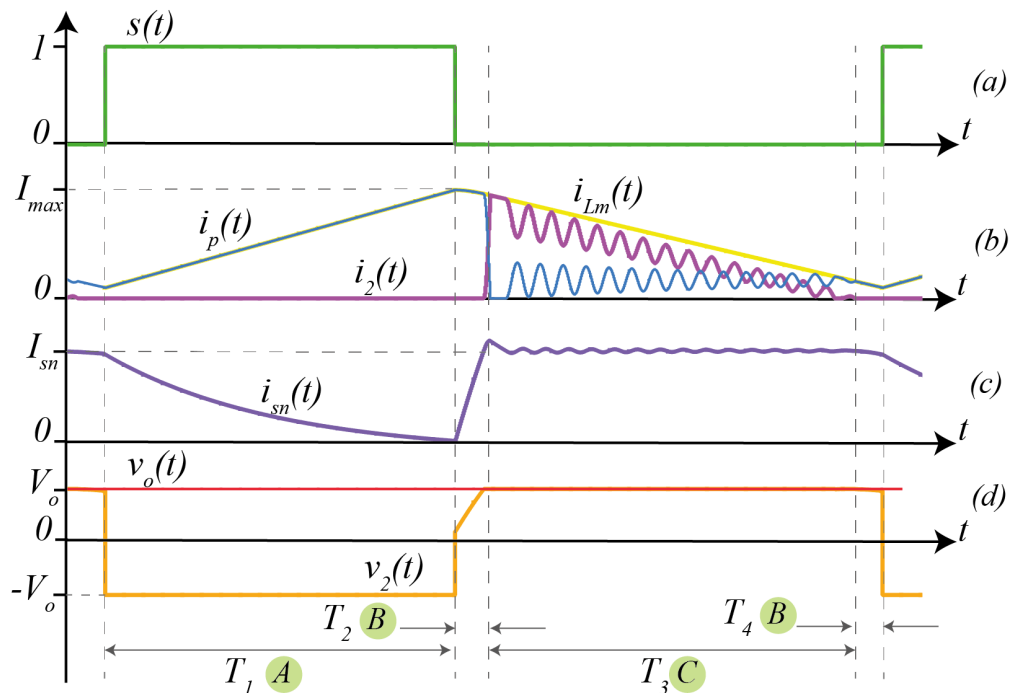 s(t)
1
0
t
(a)
I_max
i_p(t)
i_Lm(t)
i_2(t)
0
t
(b)
I_sn
i_sn(t)
0
t
(c)
v_o(t)
V_o
0
t
(d)
v_2(t)
-V_o
T_2 B
T_4 B
T_1 A
T_3 C